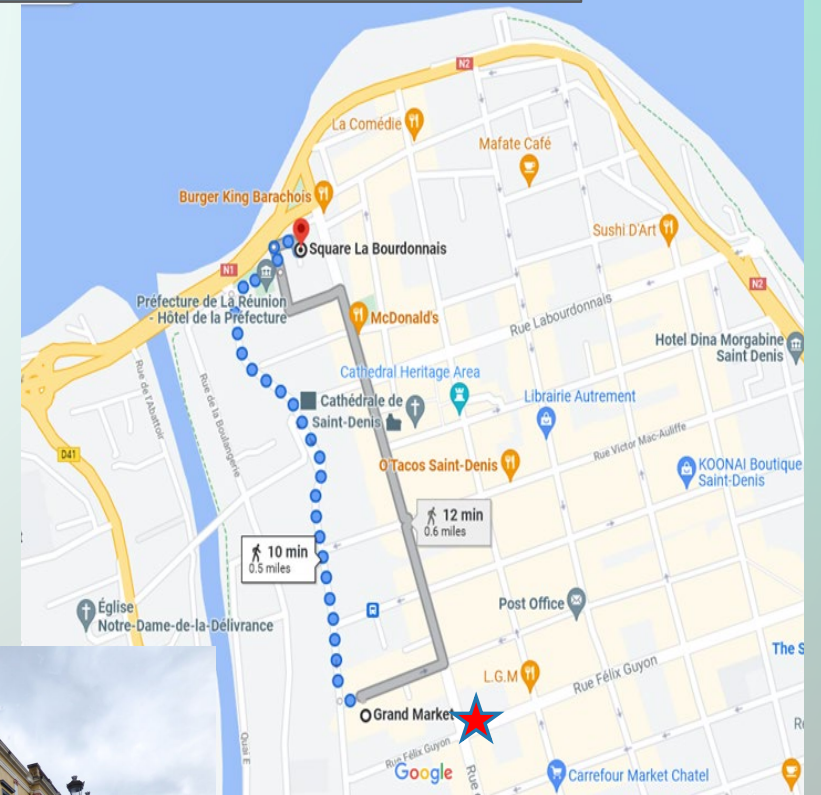 N2
La Comédie
Mafate Café
Burger King Barachois
Sushi D'Art
Square La Bourdonnais
N1
N2
Préfecture de La Réunion
- Hôtel de la Préfecture
McDonald's
Rue Labourdonnais
Hotel Dina Morgabine
Saint Denis
Rue de l'Abattoir
Rue de la Boulangerie
Cathedral Heritage Area
Cathédrale de
Saint-Denis
Librairie Autrement
D41
O'Tacos Saint-Denis
Rue Victor Mac-Auliffe
KOONAI Boutique
Saint-Denis
12 min
0.6 miles
10 min
0.5 miles
Église
Notre-Dame-de-la-Délivrance
Post Office
The S
L.G.M
Rue Félix Guyon
Grand Market
Rue Félix Guyon
Quai E
Google
Carrefour Market Chatel